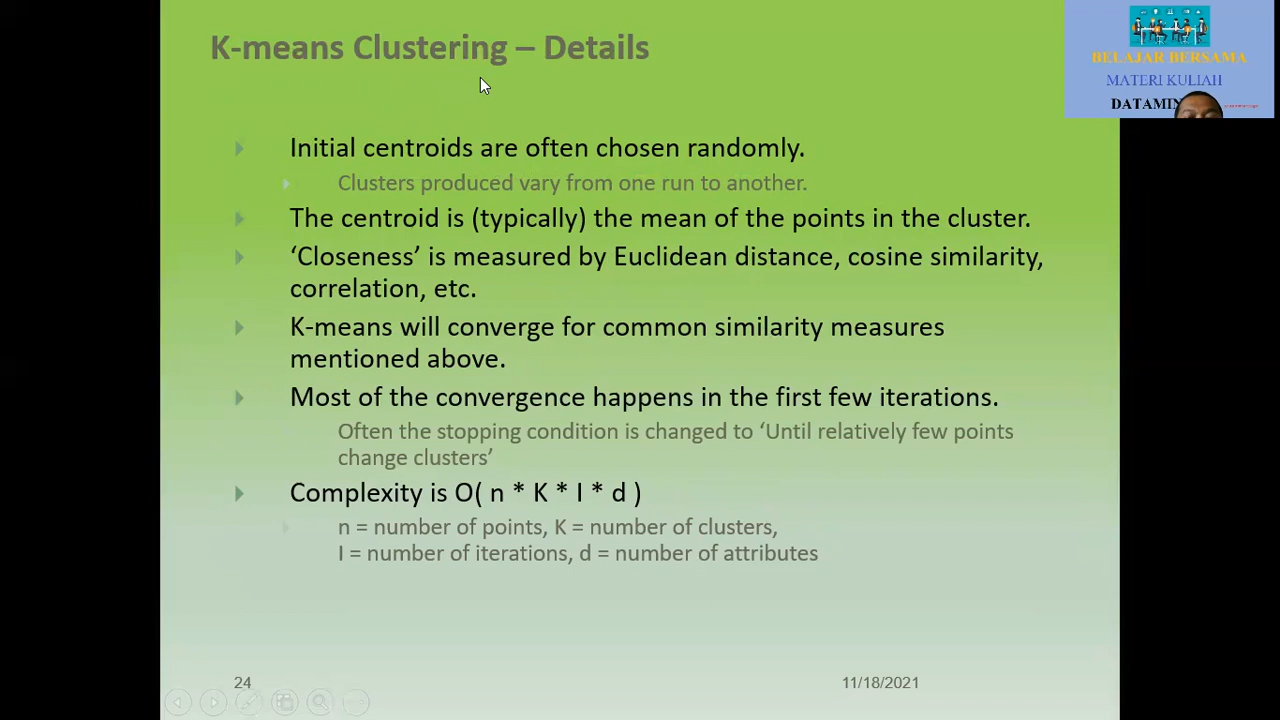 K-means Clustering – Details
BELAJAR BERSAMA
MATERI KULIAH
Initial centroids are often chosen randomly.
Clusters produced vary from one run to another.
The centroid is (typically) the mean of the points in the cluster.
‘Closeness’ is measured by Euclidean distance, cosine similarity,
correlation, etc.
K-means will converge for common similarity measures
mentioned above.
Most of the convergence happens in the first few iterations.
Often the stopping condition is changed to ‘Until relatively few points
change clusters’
Complexity is O( n * K * I * d )
n = number of points, K = number of clusters,
I = number of iterations, d = number of attributes
24
11/18/2021